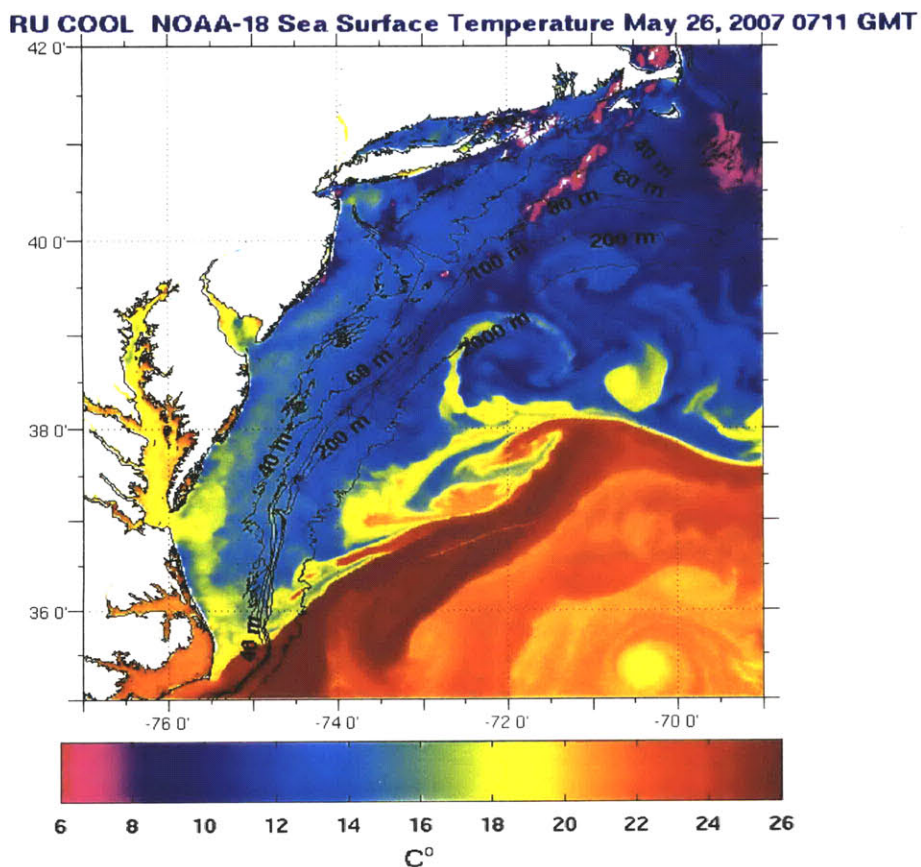 RU COOL NOAA-18 Sea Surface Temperature May 26, 2007 0711 GMT
42 0'
40 0'
38 0'
36 0'
40 m
60 m
80 m
200 m
100 m
1000 m
60 m
200 m
40 m
-76 0'
-74 0'
-72 0'
-70 0'
6 8 10 12 14 16 18 20 22 24 26
C°